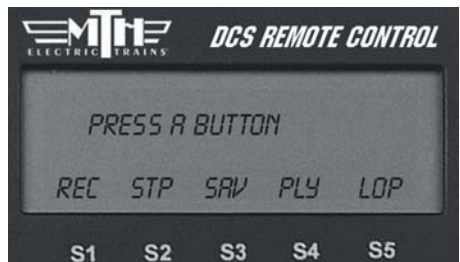 MTH
ELECTRIC TRAINS
DCS REMOTE CONTROL
PRESS A BUTTON
REC STP SAV PLY LOP
S1 S2 S3 S4 S5